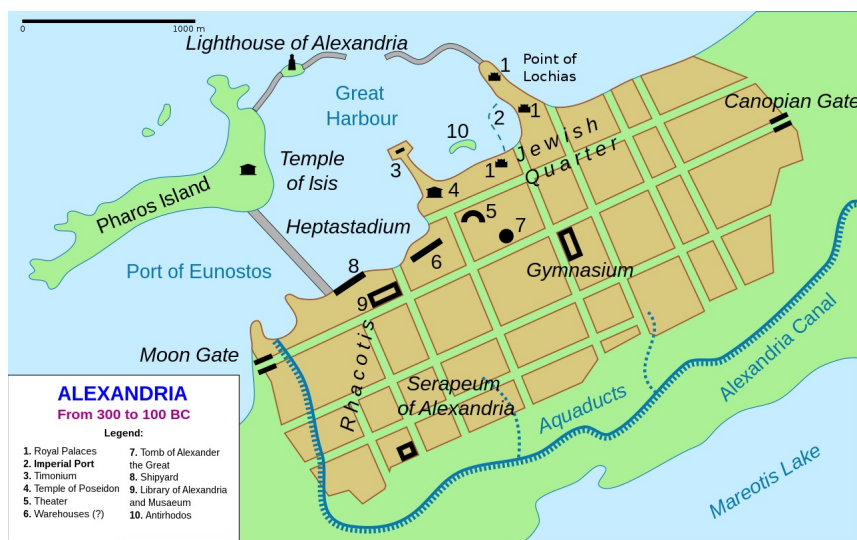 0
1000 m
Lighthouse of Alexandria
1
Point of
Lochias
Great
Harbour
2
1
Canopian Gate
10
Jewish
Quarter
3
Temple
of Isis
1
4
Pharos Island
5
Heptastadium
7
6
Port of Eunostos
8
Gymnasium
9
Moon Gate
Rhacotis
Serapeum
of Alexandria
Aquaducts
Alexandria Canal
Mareotis Lake
ALEXANDRIA
From 300 to 100 BC
Legend:
1. Royal Palaces
2. Imperial Port
3. Timonium
4. Temple of Poseidon
5. Theater
6. Warehouses (?)
7. Tomb of Alexander
the Great
8. Shipyard
9. Library of Alexandria
and Musaeum
10. Antirhodos